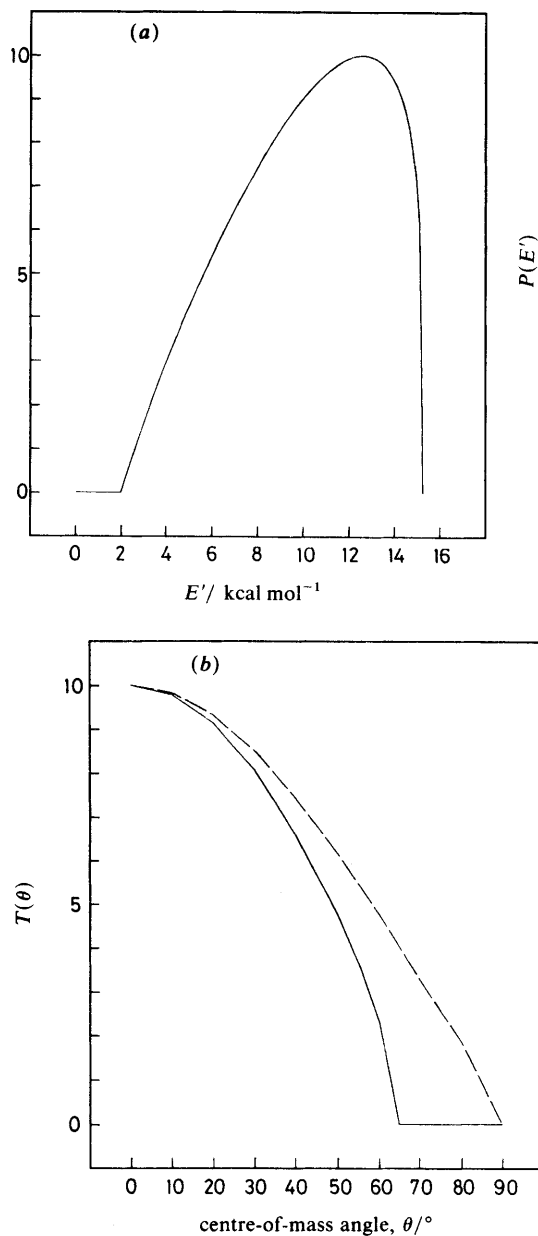 (a)
10
5
0
P(E')
0 2 4 6 8 10 12 14 16
E'/ kcal mol⁻¹
(b)
10
5
0
T(θ)
0 10 20 30 40 50 60 70 80 90
centre-of-mass angle, θ/°